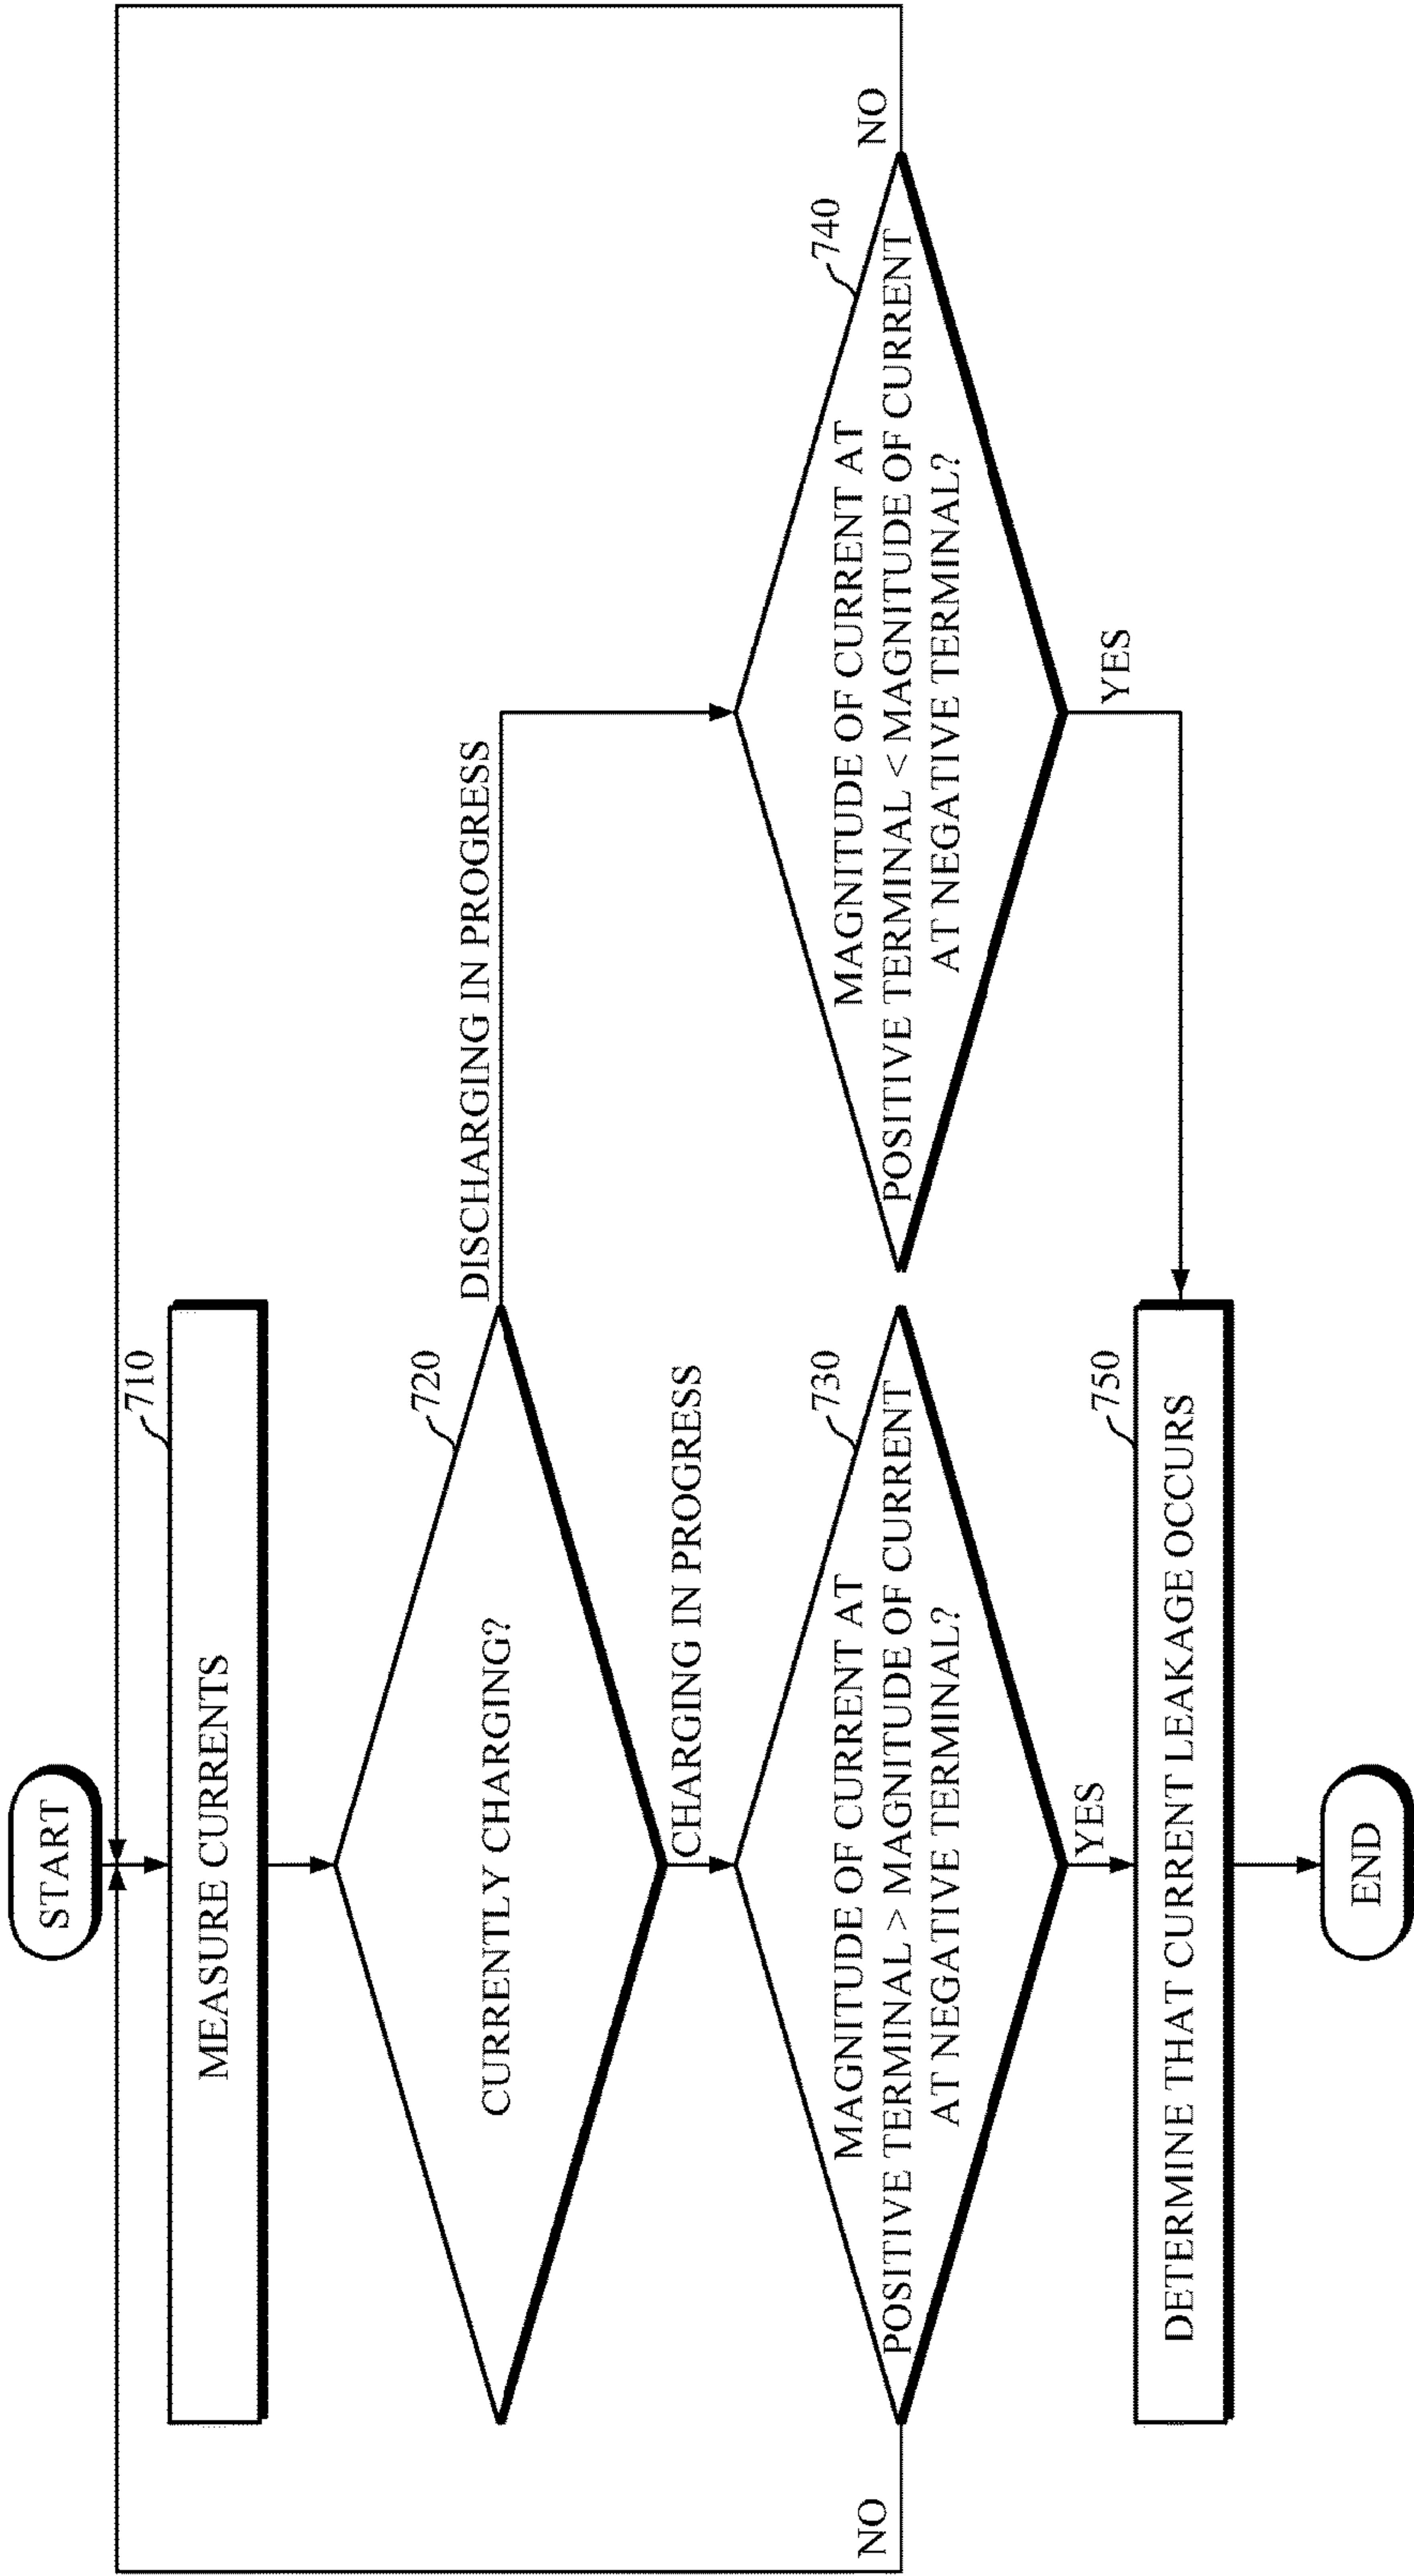 START
710
MEASURE CURRENTS
720
CURRENTLY CHARGING?
DISCHARGING IN PROGRESS
CHARGING IN PROGRESS
730
MAGNITUDE OF CURRENT AT
POSITIVE TERMINAL > MAGNITUDE OF CURRENT
AT NEGATIVE TERMINAL?
NO
YES
740
MAGNITUDE OF CURRENT AT
POSITIVE TERMINAL < MAGNITUDE OF CURRENT
AT NEGATIVE TERMINAL?
NO
YES
750
DETERMINE THAT CURRENT LEAKAGE OCCURS
END